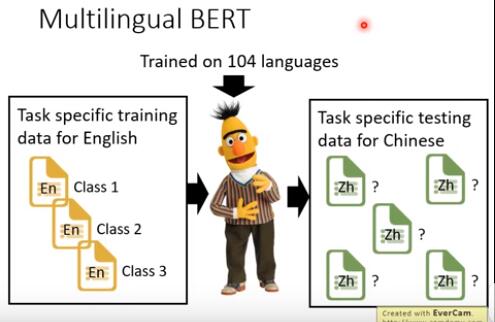 Multilingual BERT
Trained on 104 languages
Task specific training
data for English
En Class 1
En Class 2
En Class 3
Task specific testing
data for Chinese
Zh ? Zh ?
Zh ?
Zh ? Zh ?
Created with EverCam.